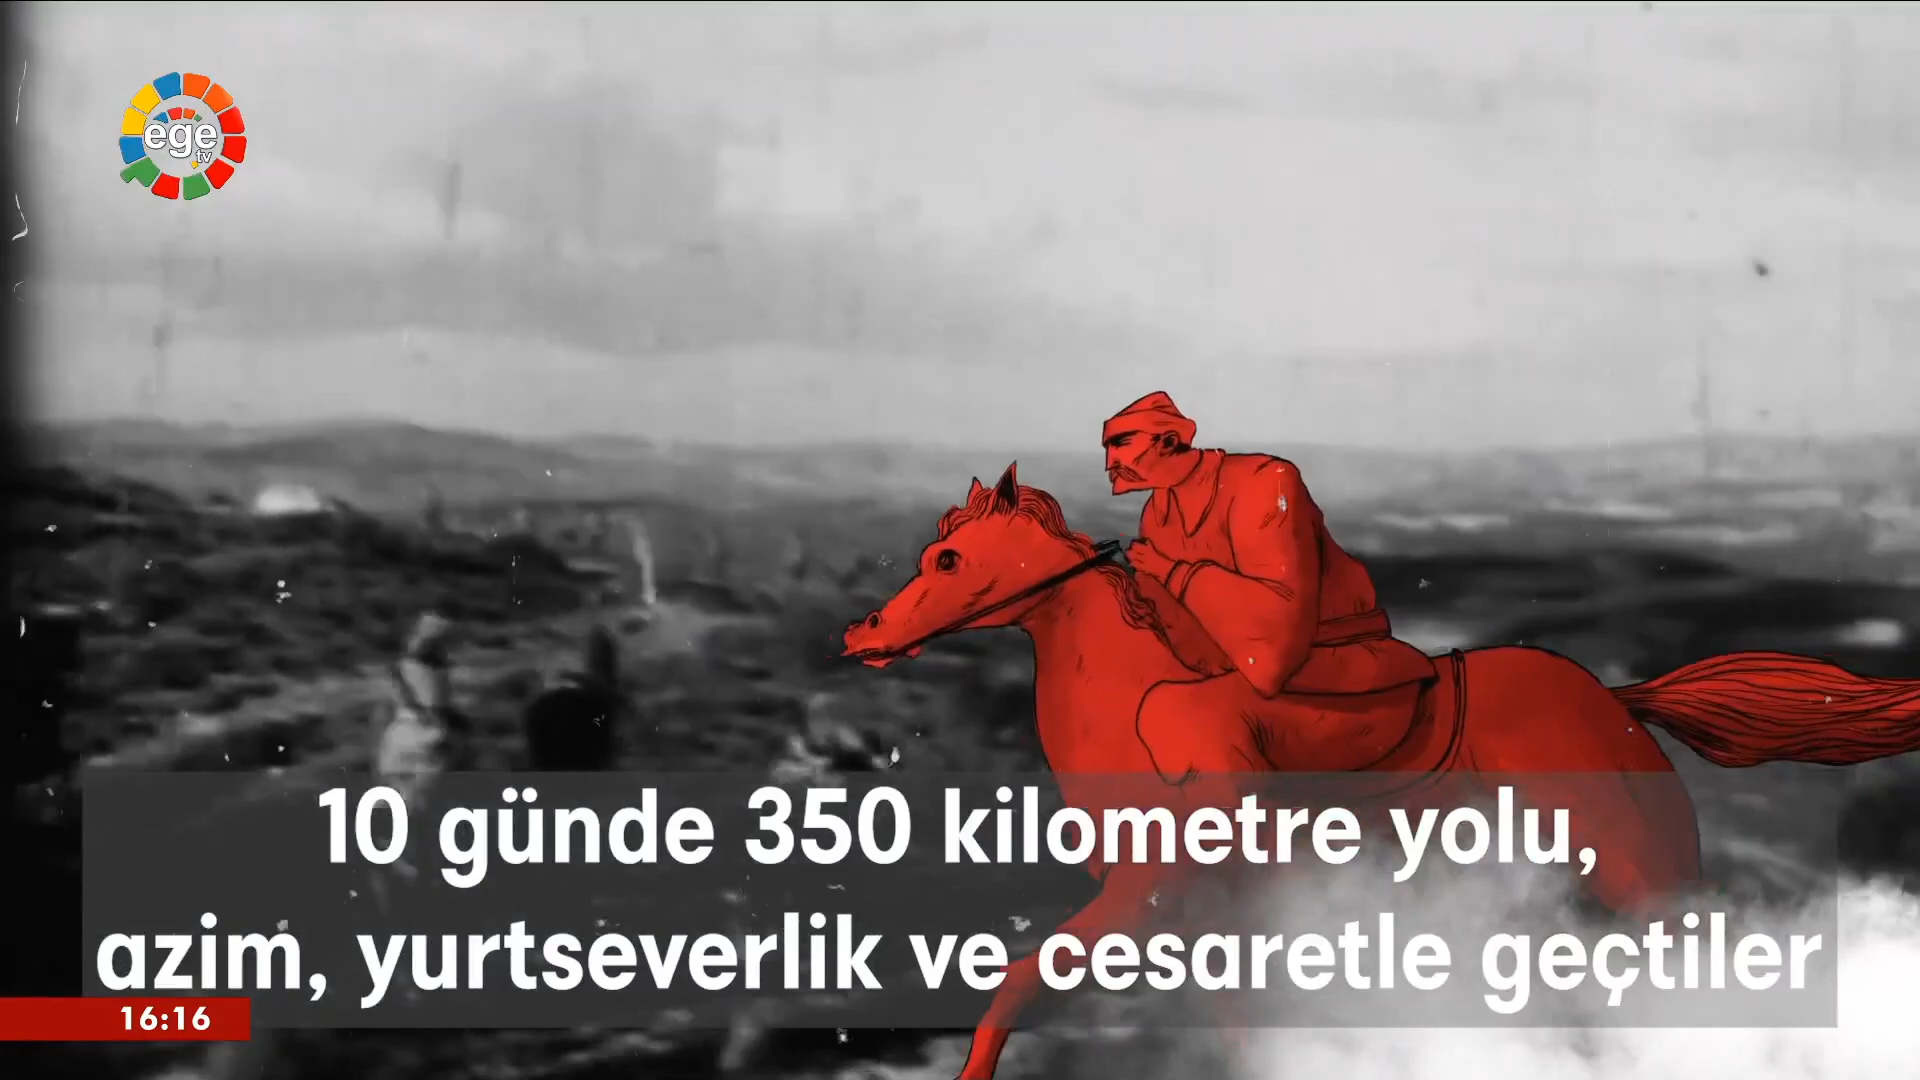 ege
tv
10 günde 350 kilometre yolu,
azim, yurtseverlik ve cesaretle geçtiler
16:16